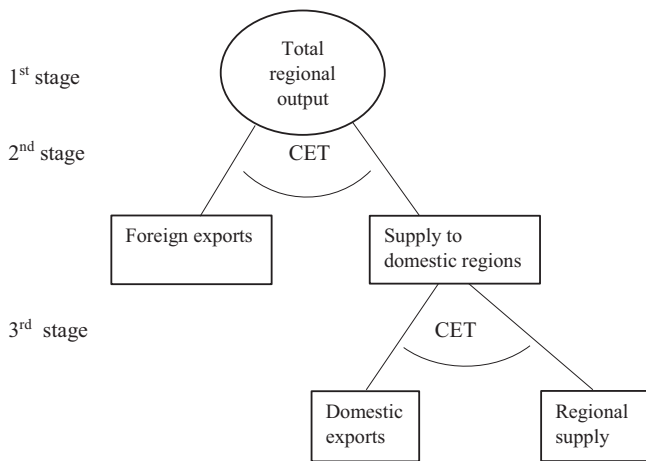 Total
regional
output
1st stage
2nd stage
CET
Foreign exports
Supply to
domestic regions
3rd stage
CET
Domestic
exports
Regional
supply